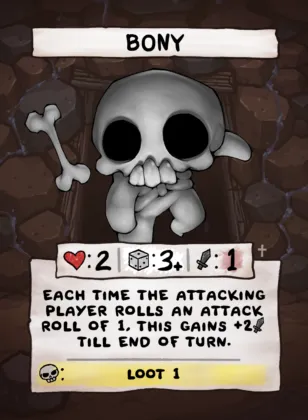 BONY
:2 :3+ :1
EACH TIME THE ATTACKING
PLAYER ROLLS AN ATTACK
ROLL OF 1, THIS GAINS +2
TILL END OF TURN.
: LOOT 1